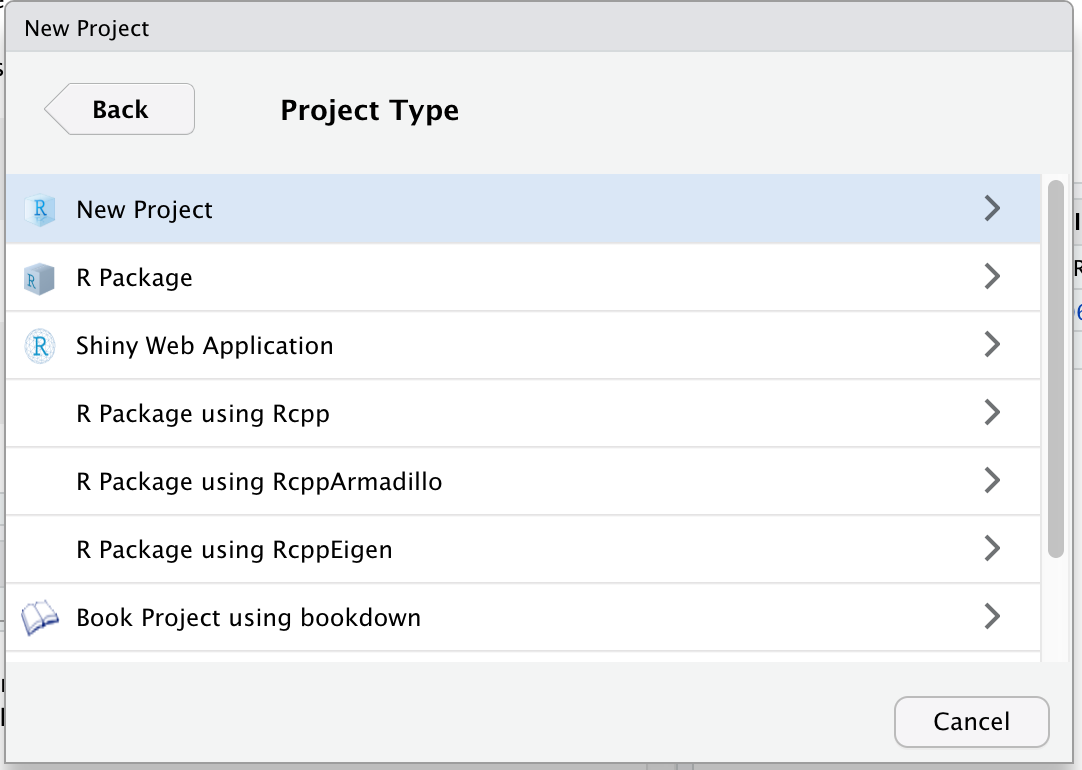 New Project
Back
Project Type
New Project
R Package
Shiny Web Application
R Package using Rcpp
R Package using RcppArmadillo
R Package using RcppEigen
Book Project using bookdown
Cancel